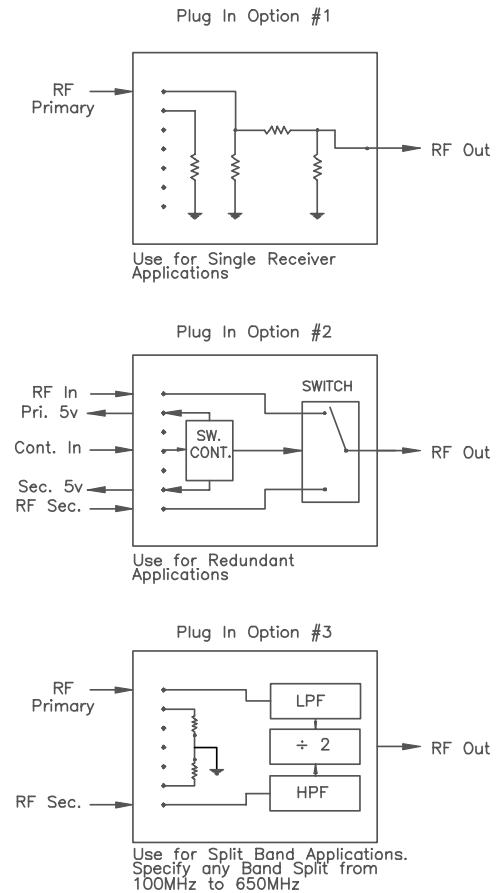 Plug In Option #1
RF
Primary
RF Out
Use for Single Receiver
Applications
Plug In Option #2
RF In
Pri. 5v
Cont. In
Sec. 5v
RF Sec.
SW.
CONT.
SWITCH
RF Out
Use for Redundant
Applications
Plug In Option #3
RF
Primary
RF Sec.
LPF
÷ 2
HPF
RF Out
Use for Split Band Applications.
Specify any Band Split from
100MHz to 650MHz